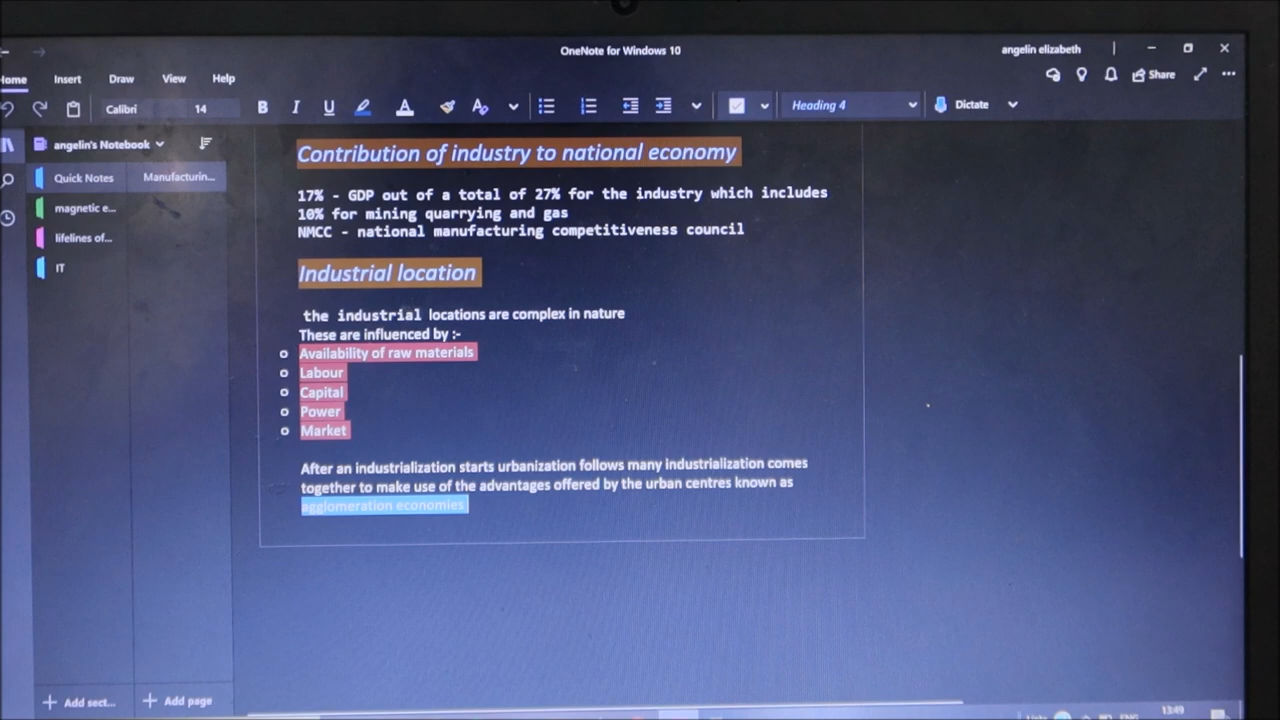 OneNote for Windows 10
angelin elizabeth
Home Insert Draw View Help
Share
Calibri 14
B I U A
Heading 4
Dictate
angelin's Notebook
Quick Notes
Manufacturin...
magnetic e...
lifelines of...
IT
Contribution of industry to national economy
17% - GDP out of a total of 27% for the industry which includes
10% for mining quarrying and gas
NMCC - national manufacturing competitiveness council
Industrial location
the industrial locations are complex in nature
These are influenced by :-
Availability of raw materials
Labour
Capital
Power
Market
After an industrialization starts urbanization follows many industrialization comes
together to make use of the advantages offered by the urban centres known as
agglomeration economies
Add sect...
Add page
ENG
13:49